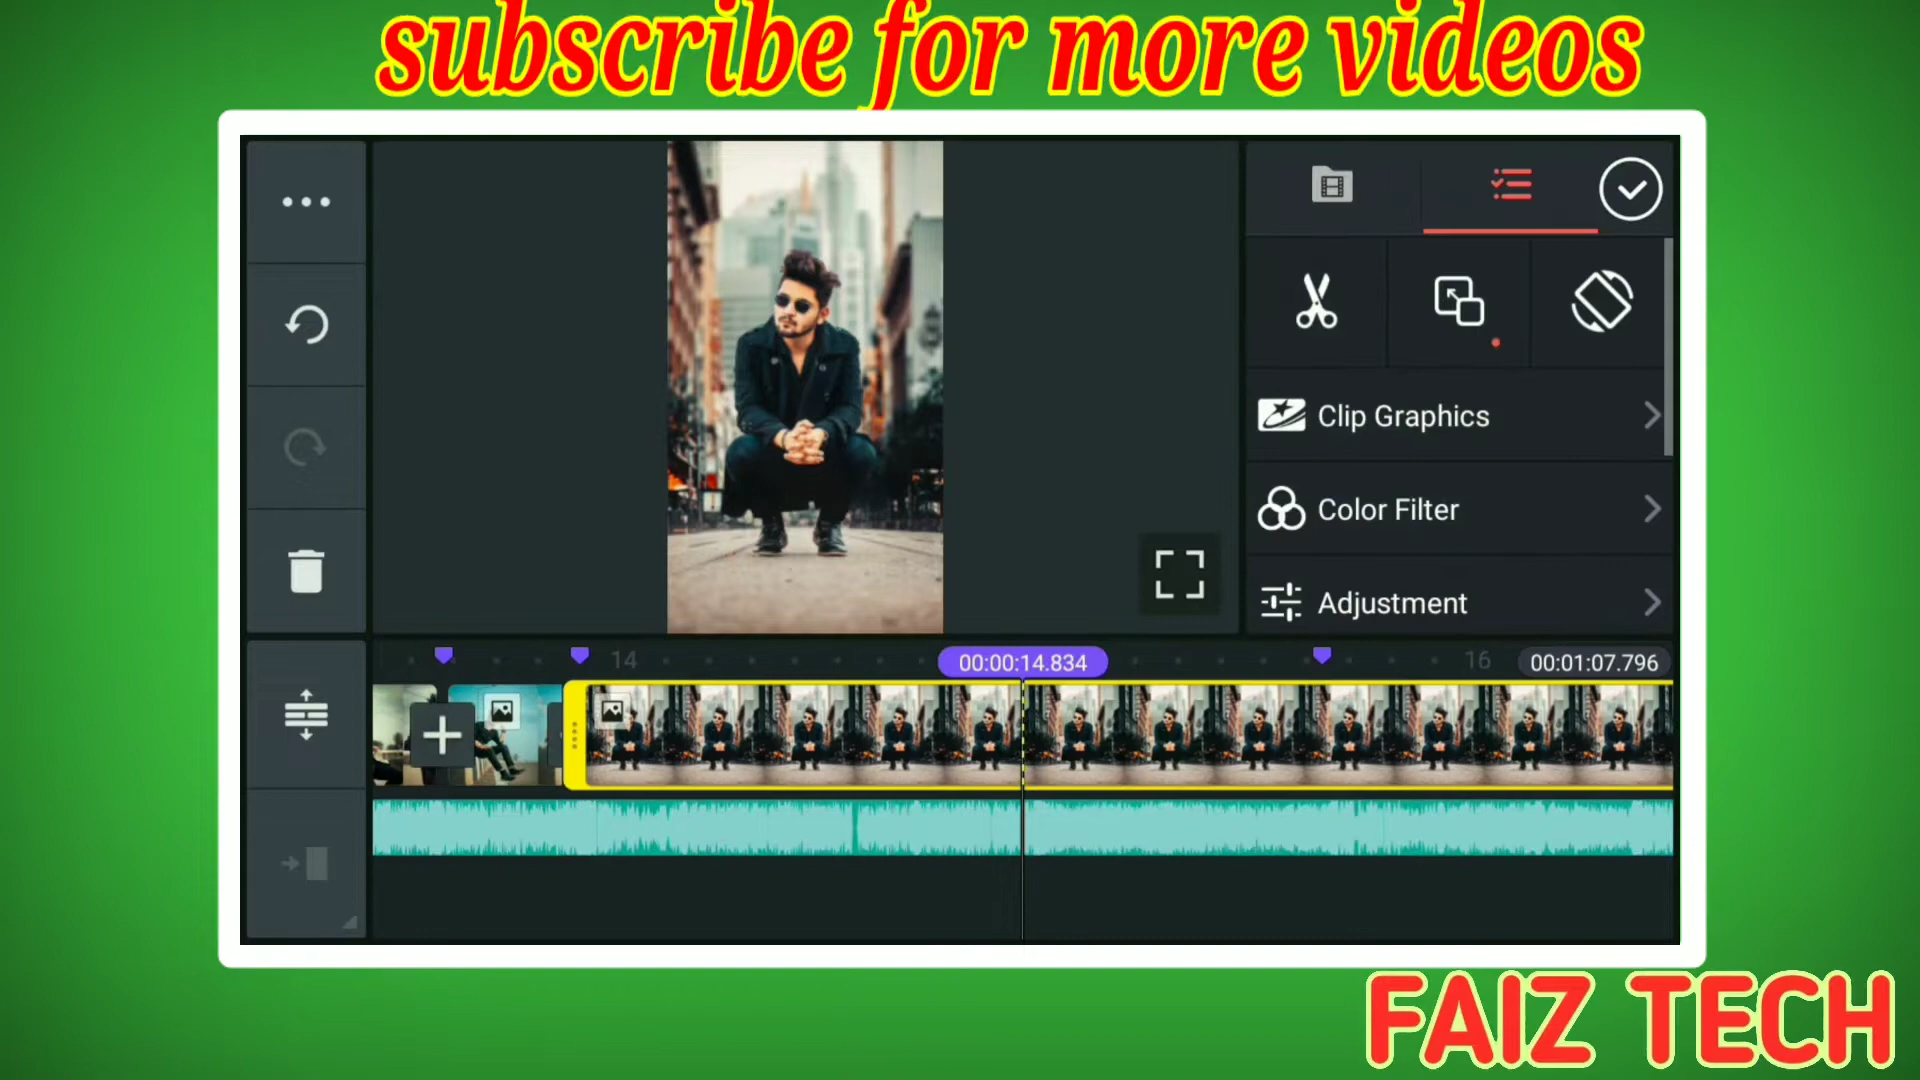 subscribe for more videos
Clip Graphics
Color Filter
Adjustment
14
00:00:14.834
16
00:01:07.796
FAIZ TECH